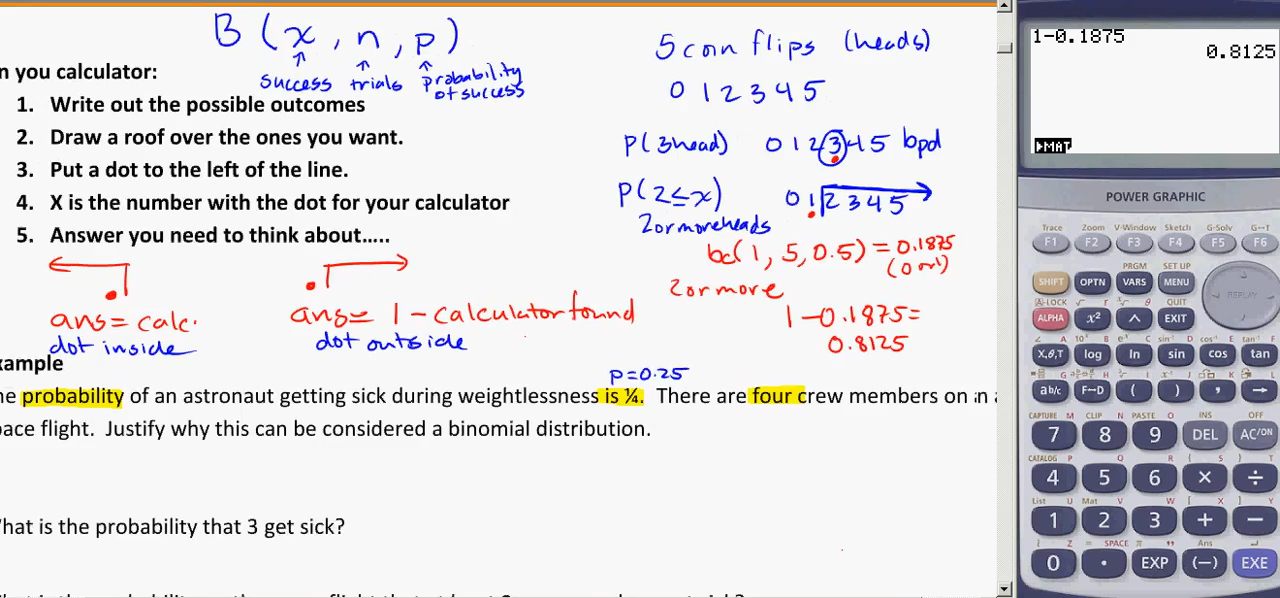 B (x, n, p)
success trials probability of success
n you calculator:
1. Write out the possible outcomes
2. Draw a roof over the ones you want.
3. Put a dot to the left of the line.
4. X is the number with the dot for your calculator
5. Answer you need to think about…..
ans = calc.
dot inside
ans = 1 - calculator found
dot outside
5 coin flips (heads)
0 1 2 3 4 5
P(3 head) 0 1 2 3 4 5 bpd
P(2≤x) 0 1 2 3 4 5
2 or more heads
bc(1, 5, 0.5) = 0.1875
(0 or 1)
2 or more
1 - 0.1875 =
0.8125
xample
p=0.25
he probability of an astronaut getting sick during weightlessness is ¼. There are four crew members on
pace flight. Justify why this can be considered a binomial distribution.
hat is the probability that 3 get sick?
1-0.1875
0.8125
▶MAT
POWER GRAPHIC
Trace Zoom V-Window Sketch G-Solv G↔T
F1 F2 F3 F4 F5 F6
PRGM SET UP
SHIFT OPTN VARS MENU
REPLAY
A-LOCK √ r QUIT
ALPHA x² ^ EXIT
X,θ,T log ln sin cos tan
a b/c F↔D ( ) , →
CAPTURE CLIP PASTE INS OFF
7 8 9 DEL AC/ON
CATALOG
4 5 6 × ÷
List Mat
1 2 3 + −
SPACE π Ans
0 . EXP (−) EXE